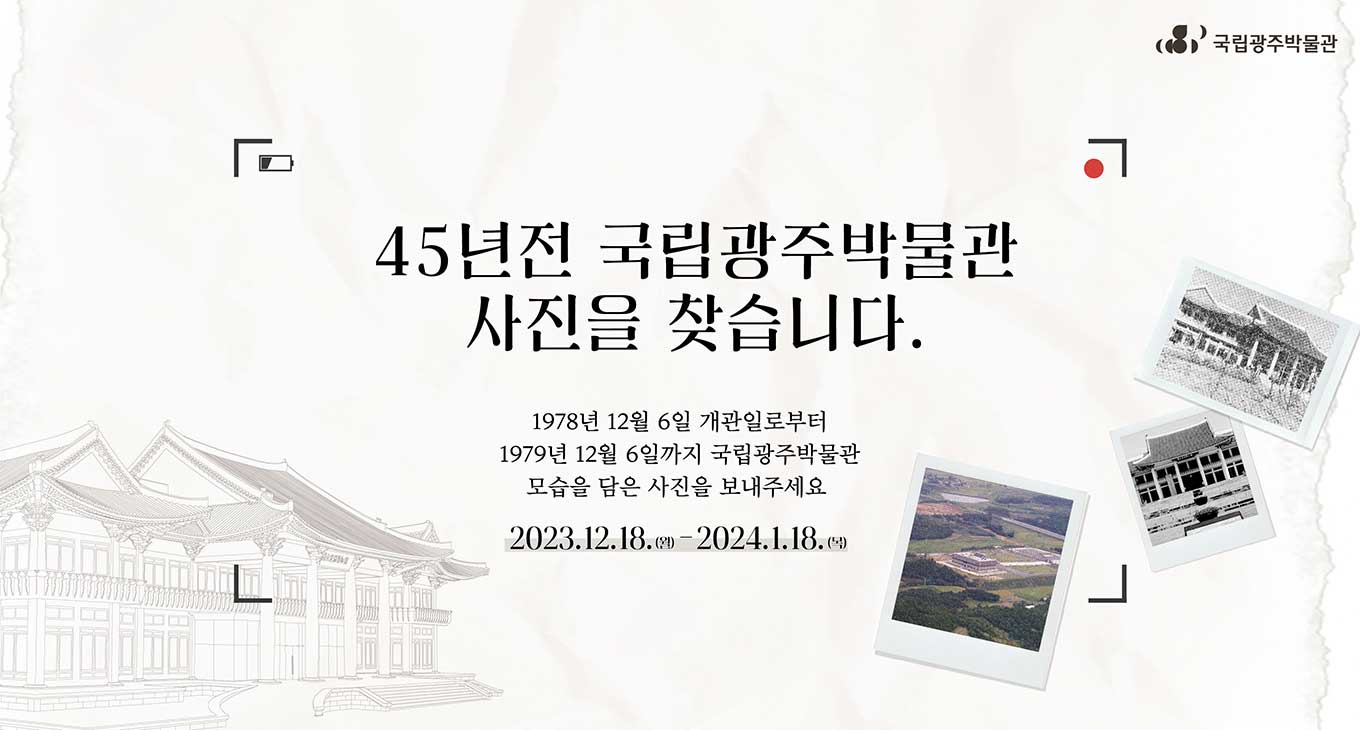 국립광주박물관
45년전 국립광주박물관
사진을 찾습니다.
1978년 12월 6일 개관일로부터
1979년 12월 6일까지 국립광주박물관
모습을 담은 사진을 보내주세요
2023.12.18.(월) - 2024.1.18.(목)